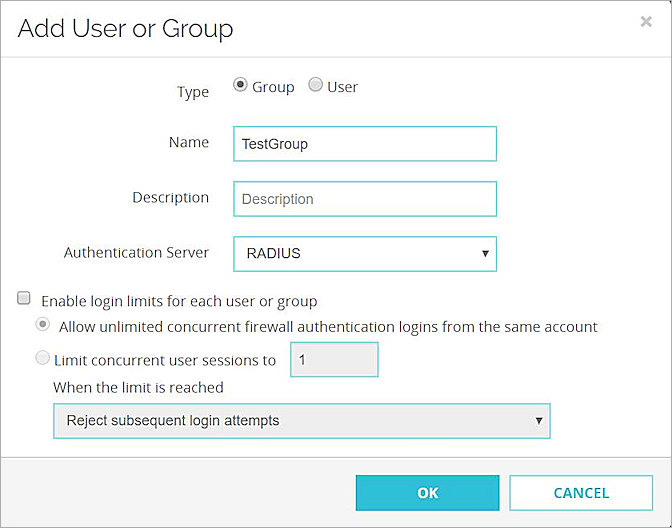 Add User or Group
Type
Group
User
Name
TestGroup
Description
Description
Authentication Server
RADIUS
Enable login limits for each user or group
Allow unlimited concurrent firewall authentication logins from the same account
Limit concurrent user sessions to
1
When the limit is reached
Reject subsequent login attempts
OK
CANCEL